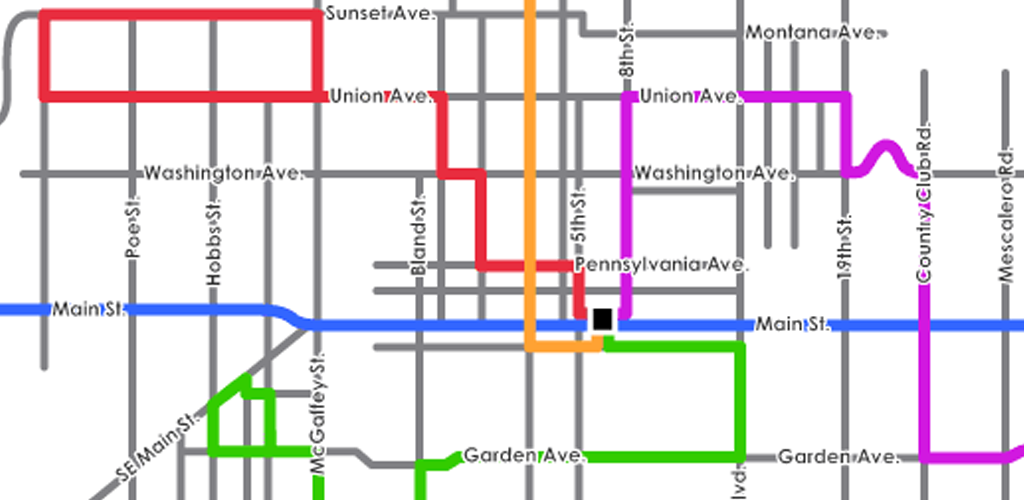 Sunset Ave.
8th St.
Montana Ave.
Union Ave.
Union Ave.
Washington Ave.
Washington Ave.
Poe St.
Hobbs St.
Bland St.
5th St.
19th St.
Country Club Rd.
Mescalero Rd.
Pennsylvania Ave.
Main St.
Main St.
McGaffey St.
SE Main St.
Garden Ave.
Garden Ave.
lvd.